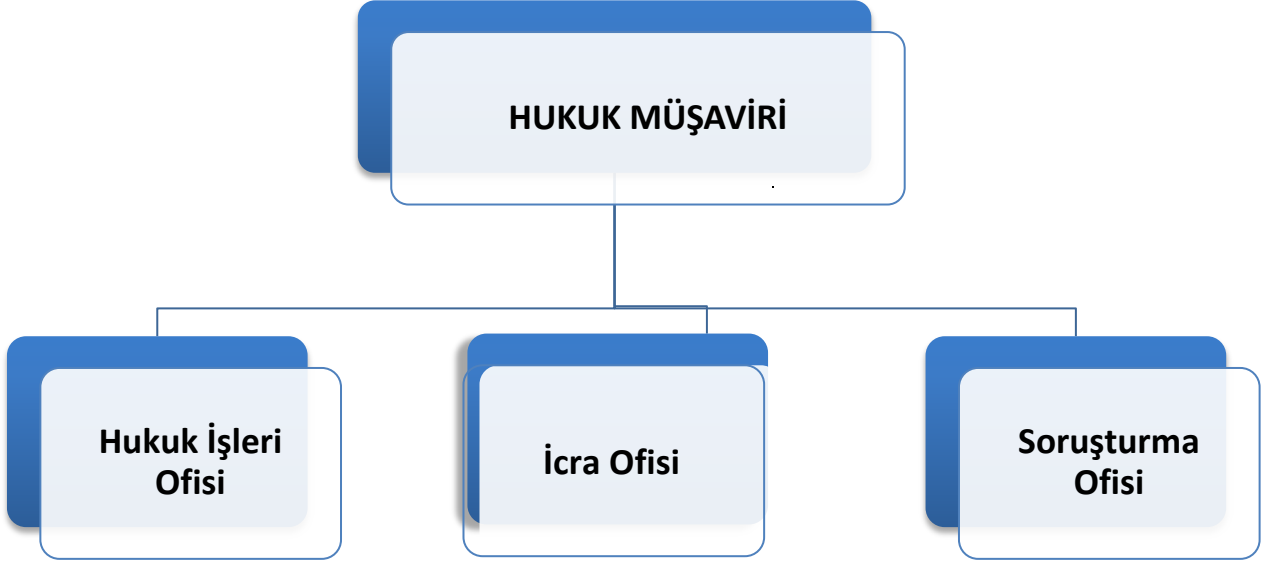 HUKUK MÜŞAVİRİ
.
Hukuk İşleri
Ofisi
İcra Ofisi
Soruşturma
Ofisi